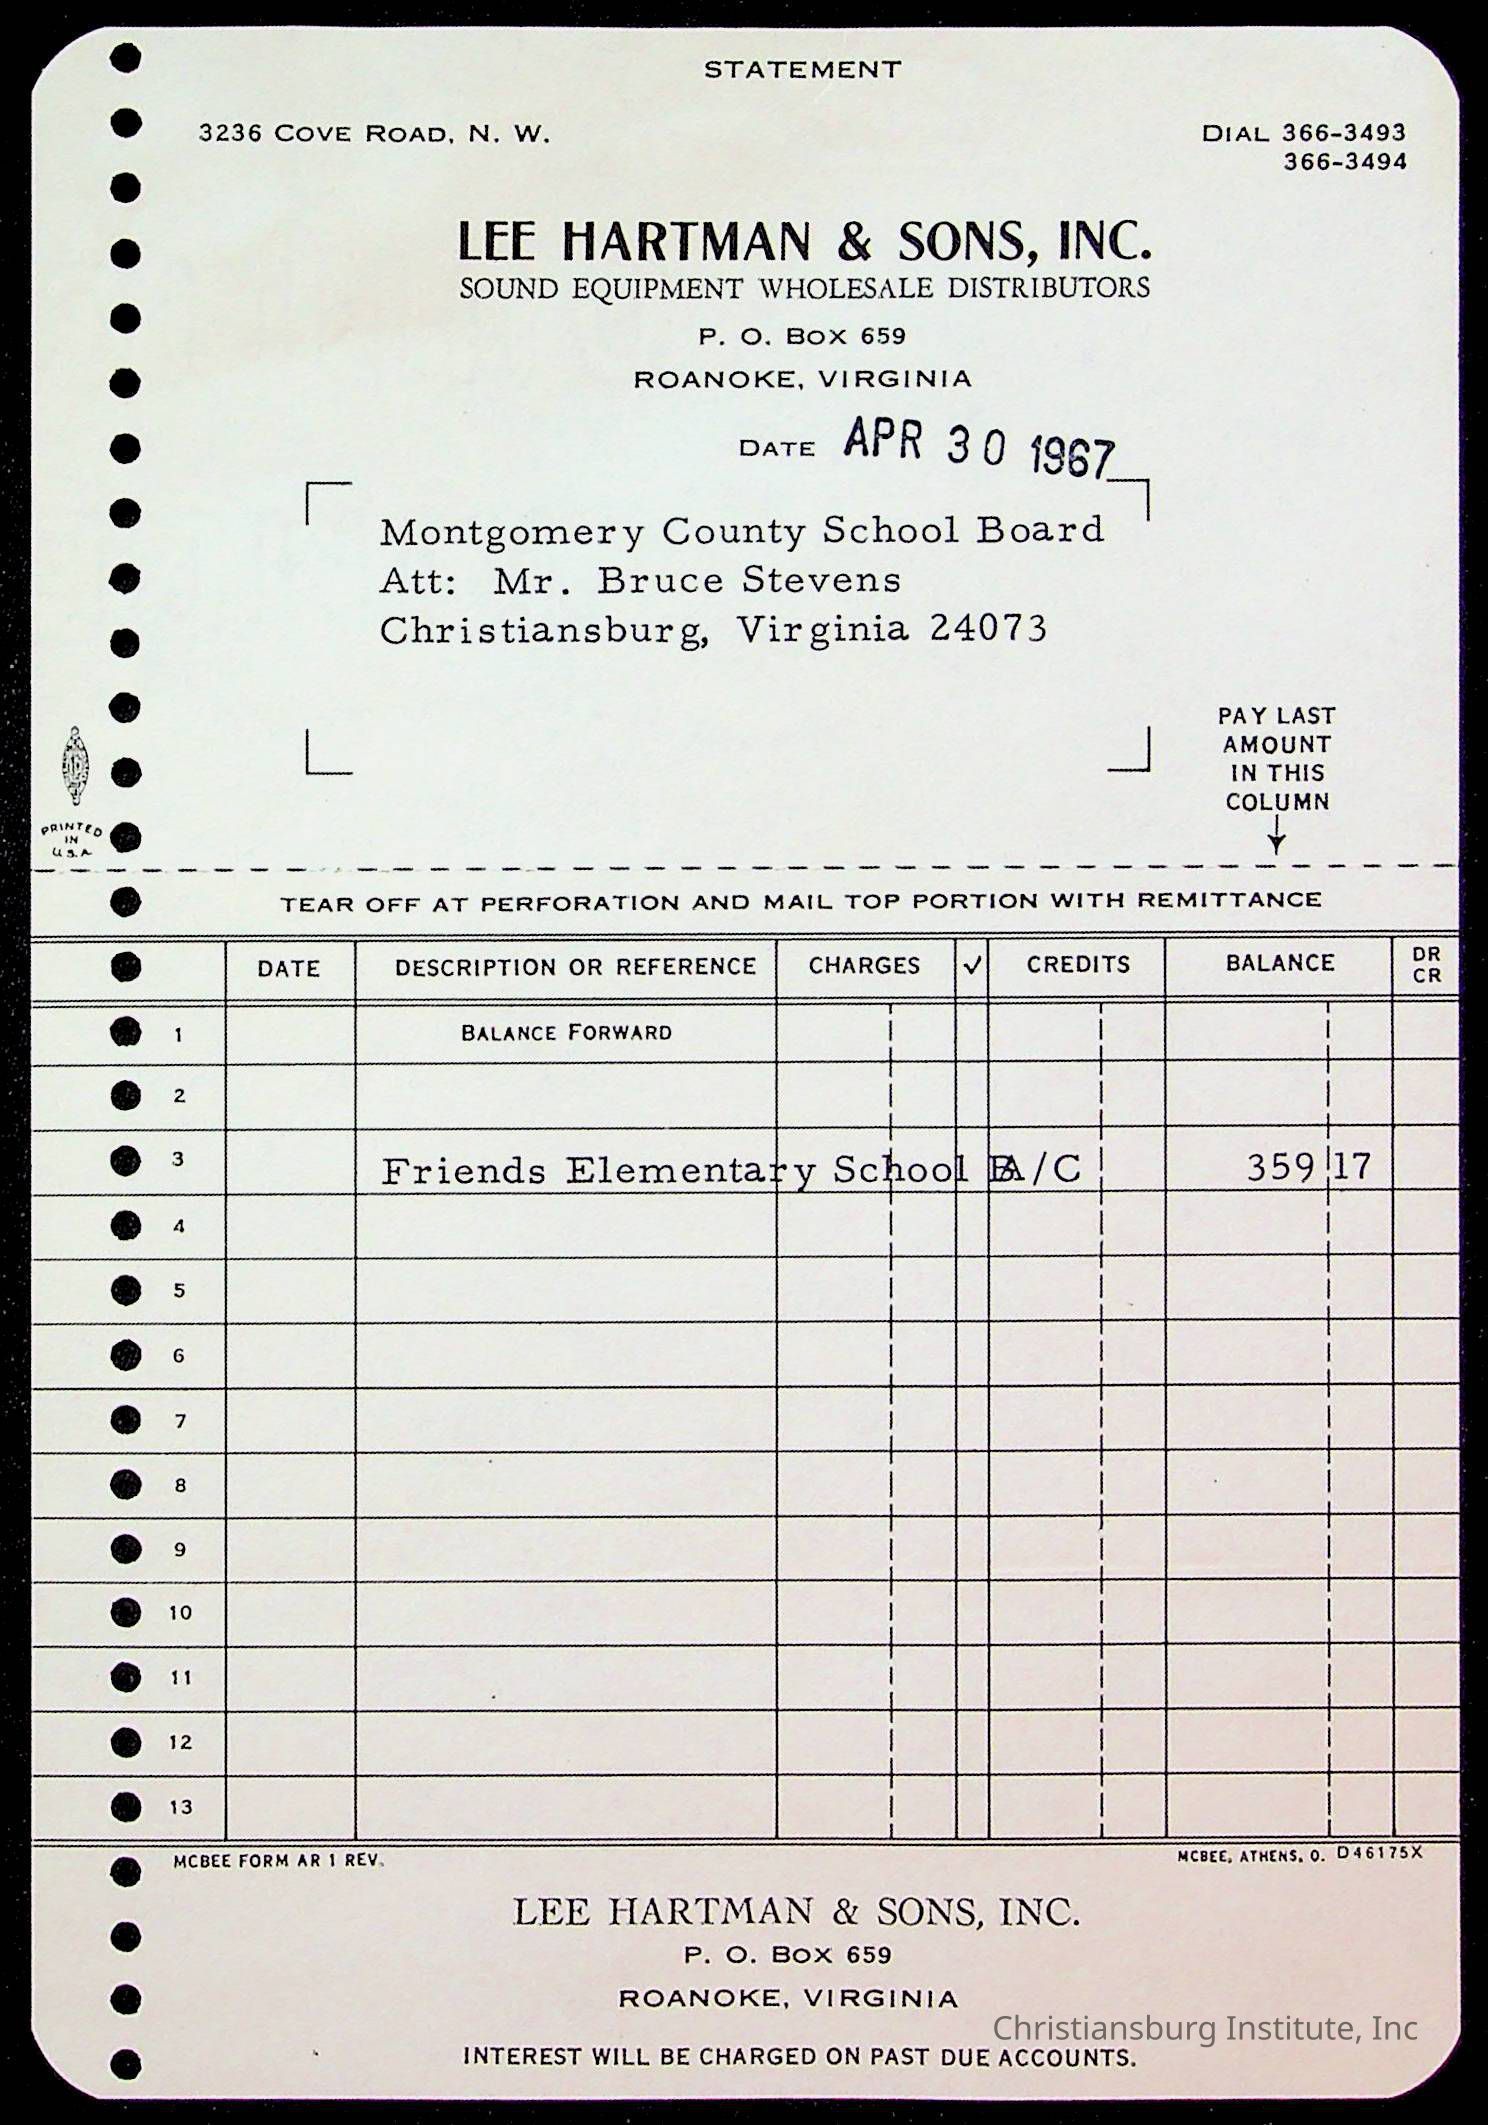 STATEMENT
3236 COVE ROAD, N. W.
DIAL 366-3493
366-3494
LEE HARTMAN & SONS, INC.
SOUND EQUIPMENT WHOLESALE DISTRIBUTORS
P. O. BOX 659
ROANOKE, VIRGINIA
DATE APR 30 1967
Montgomery County School Board
Att: Mr. Bruce Stevens
Christiansburg, Virginia 24073
PAY LAST
AMOUNT
IN THIS
COLUMN
PRINTED
IN
U.S.A
TEAR OFF AT PERFORATION AND MAIL TOP PORTION WITH REMITTANCE
DATE DESCRIPTION OR REFERENCE CHARGES ✓ CREDITS BALANCE DR CR
1 BALANCE FORWARD
2
3 Friends Elementary School A/C 359 17
4
5
6
7
8
9
10
11
12
13
MCBEE FORM AR 1 REV.
MCBEE, ATHENS, O. D46175X
LEE HARTMAN & SONS, INC.
P. O. BOX 659
ROANOKE, VIRGINIA
Christiansburg Institute, Inc
INTEREST WILL BE CHARGED ON PAST DUE ACCOUNTS.